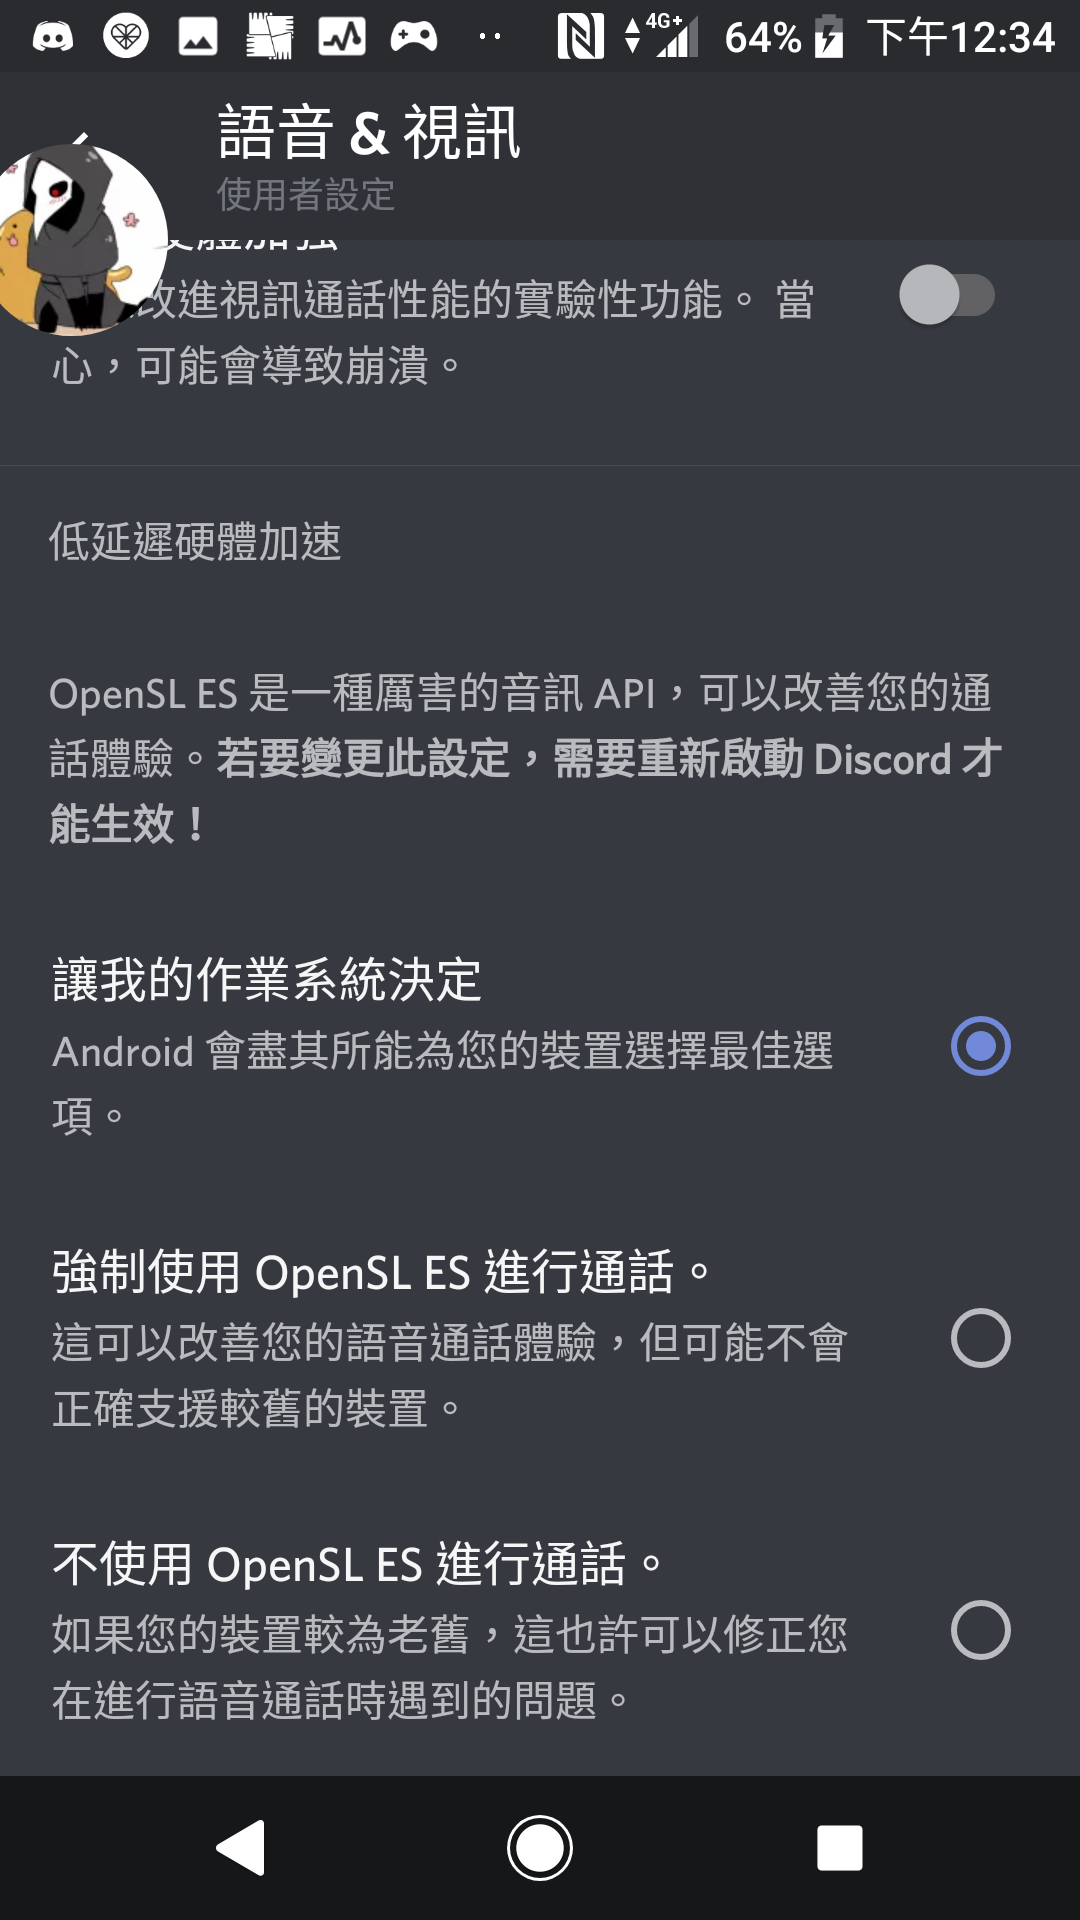 4G+ 64% 下午12:34
語音 & 視訊
使用者設定
改進視訊通話性能的實驗性功能。 當
心，可能會導致崩潰。
低延遲硬體加速
OpenSL ES 是一種厲害的音訊 API，可以改善您的通
話體驗。若要變更此設定，需要重新啟動 Discord 才
能生效！
讓我的作業系統決定
Android 會盡其所能為您的裝置選擇最佳選
項。
強制使用 OpenSL ES 進行通話。
這可以改善您的語音通話體驗，但可能不會
正確支援較舊的裝置。
不使用 OpenSL ES 進行通話。
如果您的裝置較為老舊，這也許可以修正您
在進行語音通話時遇到的問題。